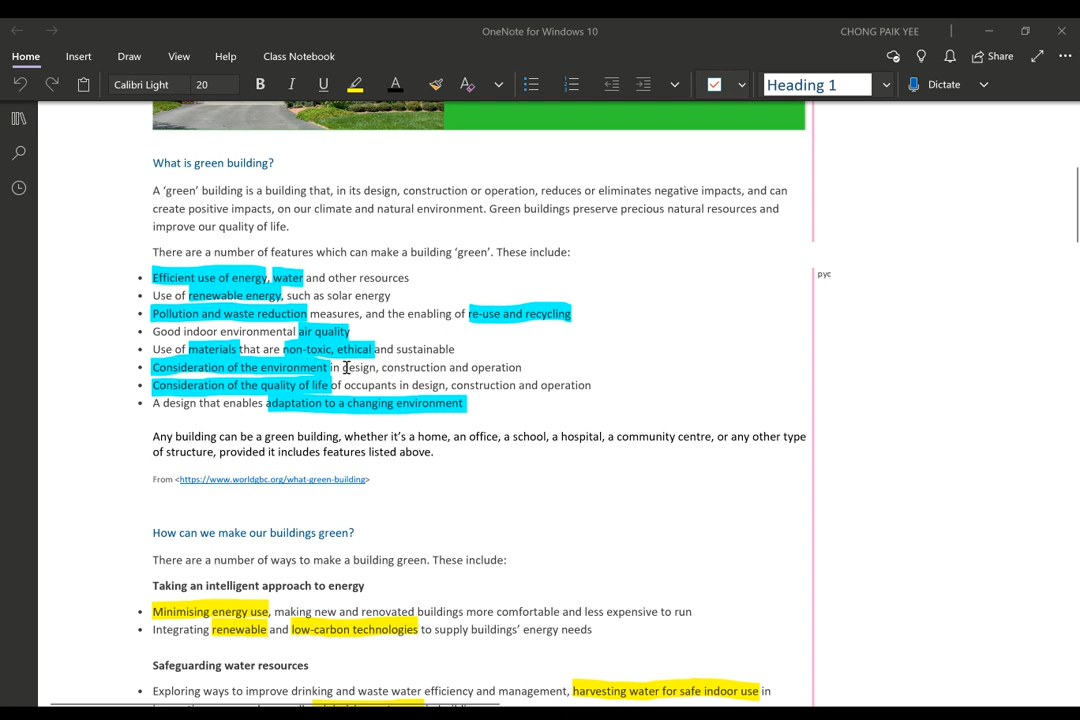 OneNote for Windows 10
CHONG PAIK YEE
Home Insert Draw View Help Class Notebook
Share
Calibri Light 20 B I U A Heading 1 Dictate
What is green building?
A ‘green’ building is a building that, in its design, construction or operation, reduces or eliminates negative impacts, and can
create positive impacts, on our climate and natural environment. Green buildings preserve precious natural resources and
improve our quality of life.
There are a number of features which can make a building ‘green’. These include:
• Efficient use of energy, water and other resources
pyc
• Use of renewable energy, such as solar energy
• Pollution and waste reduction measures, and the enabling of re-use and recycling
• Good indoor environmental air quality
• Use of materials that are non-toxic, ethical and sustainable
• Consideration of the environment in design, construction and operation
• Consideration of the quality of life of occupants in design, construction and operation
• A design that enables adaptation to a changing environment
Any building can be a green building, whether it’s a home, an office, a school, a hospital, a community centre, or any other type
of structure, provided it includes features listed above.
From <https://www.worldgbc.org/what-green-building>
How can we make our buildings green?
There are a number of ways to make a building green. These include:
Taking an intelligent approach to energy
• Minimising energy use, making new and renovated buildings more comfortable and less expensive to run
• Integrating renewable and low-carbon technologies to supply buildings’ energy needs
Safeguarding water resources
• Exploring ways to improve drinking and waste water efficiency and management, harvesting water for safe indoor use in